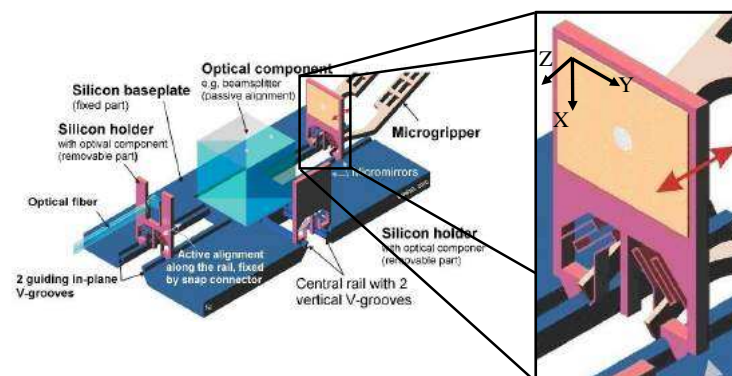 Optical component
e.g. beamsplitter
(passive alignment)
Silicon baseplate
(fixed part)
Silicon holder
with optical component
(removable part)
Microgripper
Micromirrors
Optical fiber
Silicon holder
with optical componer
(removable part)
Active alignment
along the rail, fixed
by snap connector
2 guiding in-plane
V-grooves
Central rail with 2
vertical V-grooves
Z
Y
X